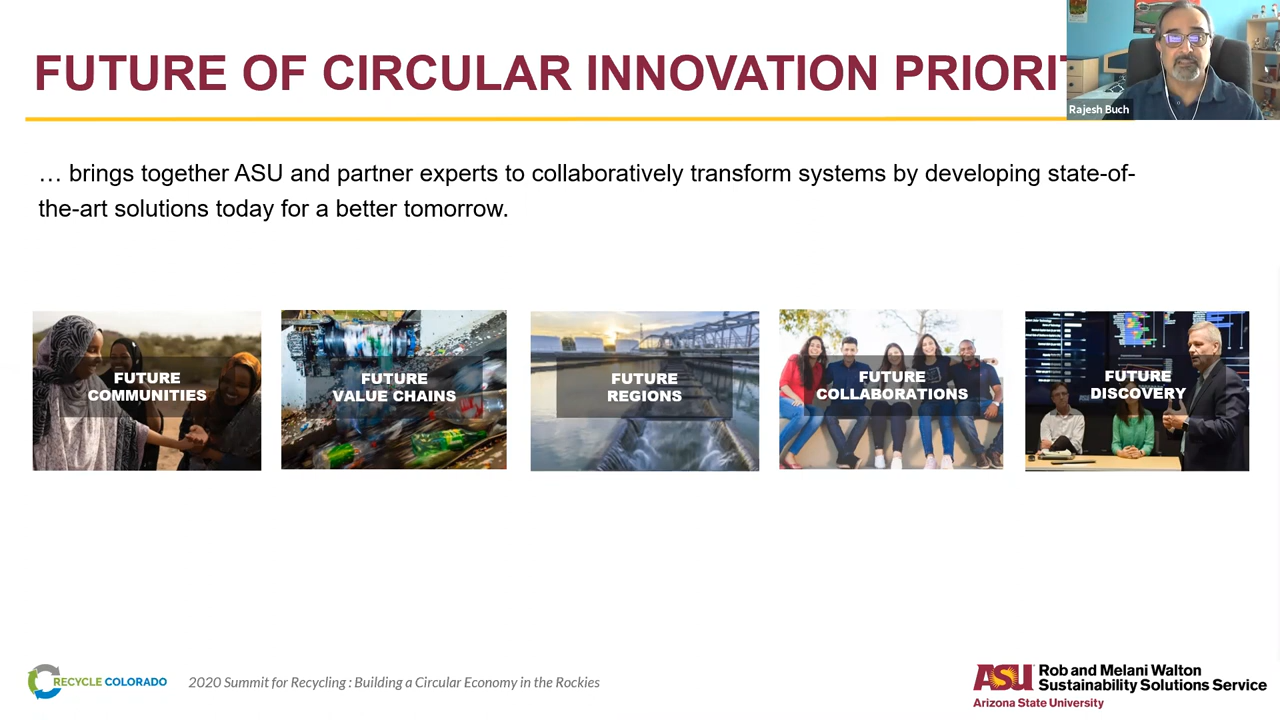 FUTURE OF CIRCULAR INNOVATION PRIORIT
Rajesh Buch
… brings together ASU and partner experts to collaboratively transform systems by developing state-of-
the-art solutions today for a better tomorrow.
FUTURE
COMMUNITIES
FUTURE
VALUE CHAINS
FUTURE
REGIONS
FUTURE
COLLABORATIONS
FUTURE
DISCOVERY
RECYCLE COLORADO
2020 Summit for Recycling : Building a Circular Economy in the Rockies
ASU Rob and Melani Walton
Sustainability Solutions Service
Arizona State University